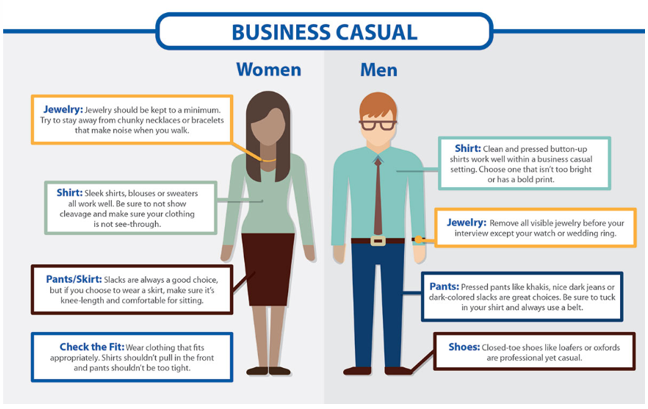 BUSINESS CASUAL
Women
Jewelry: Jewelry should be kept to a minimum.
Try to stay away from chunky necklaces or bracelets
that make noise when you walk.
Shirt: Sleek shirts, blouses or sweaters
all work well. Be sure to not show
cleavage and make sure your clothing
is not see-through.
Pants/Skirt: Slacks are always a good choice,
but if you choose to wear a skirt, make sure it's
knee-length and comfortable for sitting.
Check the Fit: Wear clothing that fits
appropriately. Shirts shouldn't pull in the front
and pants shouldn't be too tight.
Men
Shirt: Clean and pressed button-up
shirts work well within a business casual
setting. Choose one that isn't too bright
or has a bold print.
Jewelry: Remove all visible jewelry before your
interview except your watch or wedding ring.
Pants: Pressed pants like khakis, nice dark jeans or
dark-colored slacks are great choices. Be sure to tuck
in your shirt and always use a belt.
Shoes: Closed-toe shoes like loafers or oxfords
are professional yet casual.